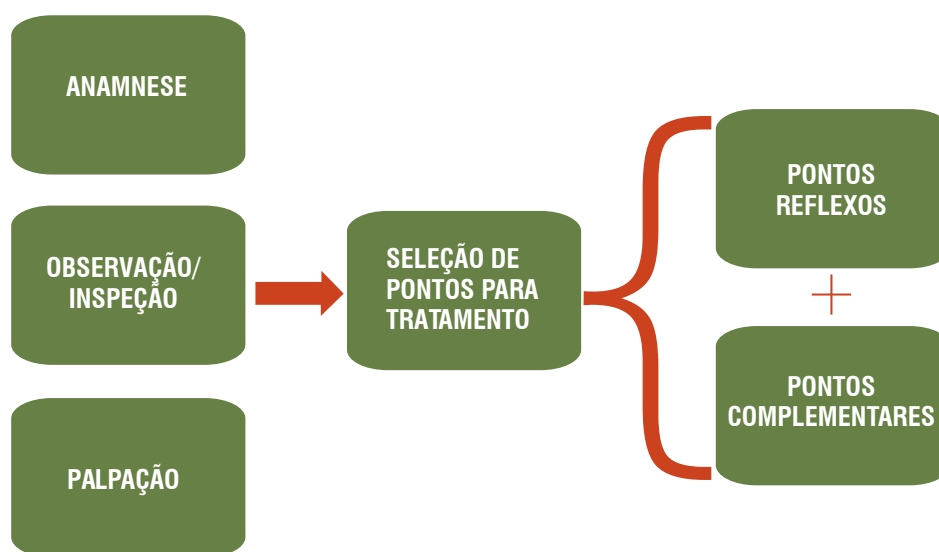 ANAMNESE
OBSERVAÇÃO/
INSPEÇÃO
PALPAÇÃO
SELEÇÃO DE
PONTOS PARA
TRATAMENTO
PONTOS
REFLEXOS
+
PONTOS
COMPLEMENTARES